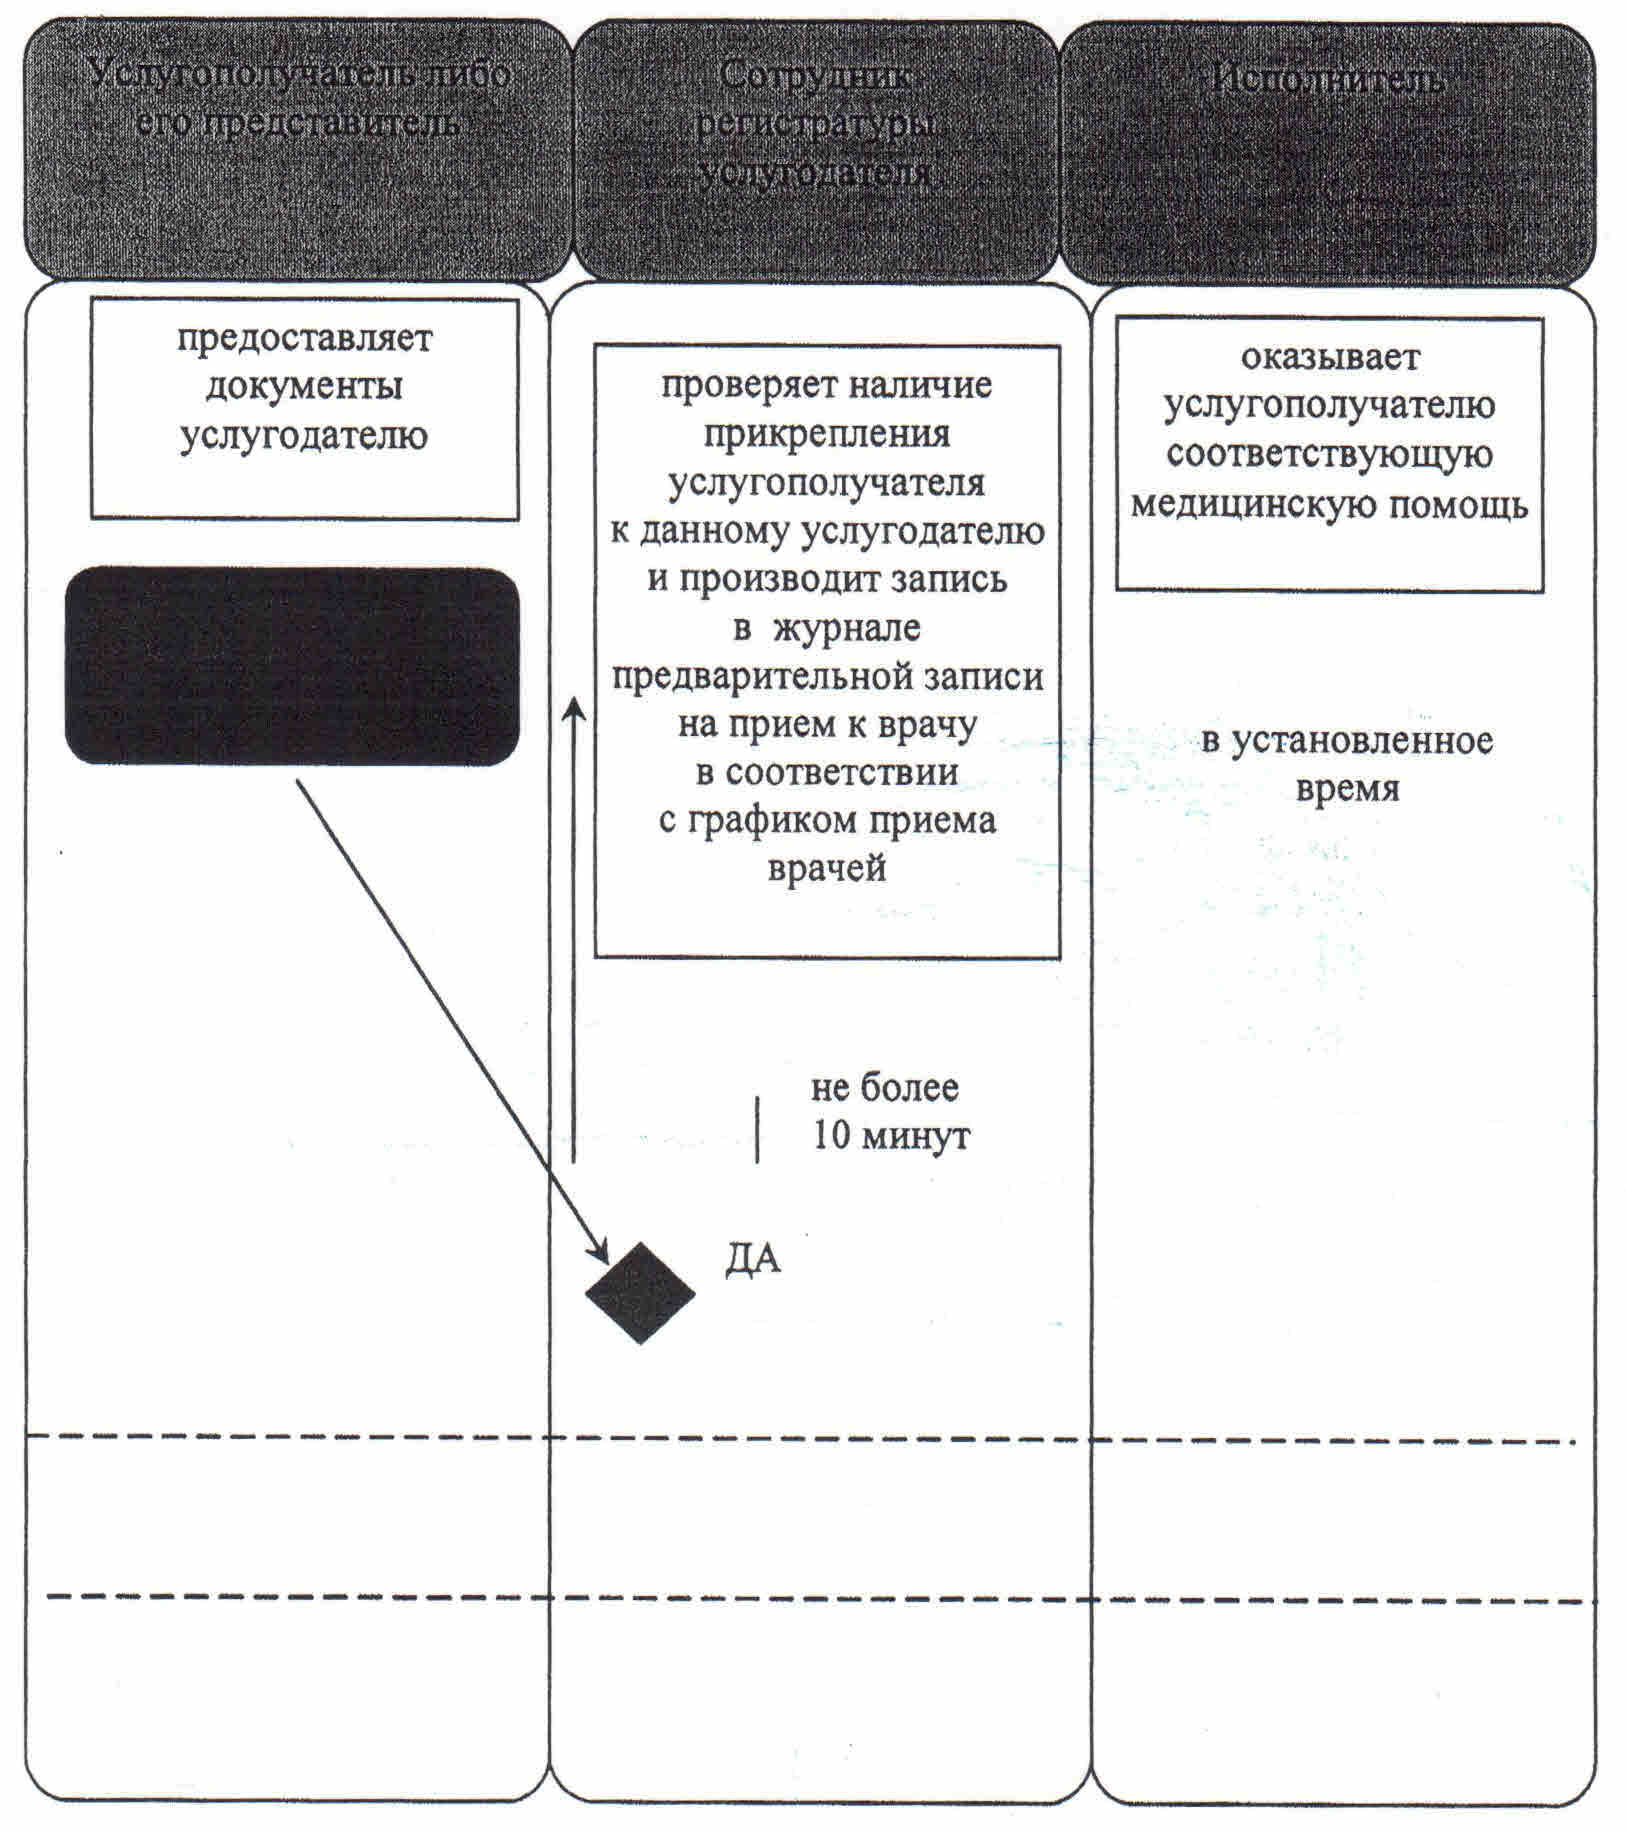 Услугополучатель либо
его представитель
Сотрудник
регистратуры
услугодателя
Исполнитель
предоставляет
документы
услугодателю
проверяет наличие
прикрепления
услугополучателя
к данному услугодателю
и производит запись
в журнале
предварительной записи
на прием к врачу
в соответствии
с графиком приема
врачей
не более
10 минут
ДА
оказывает
услугополучателю
соответствующую
медицинскую помощь
в установленное
время